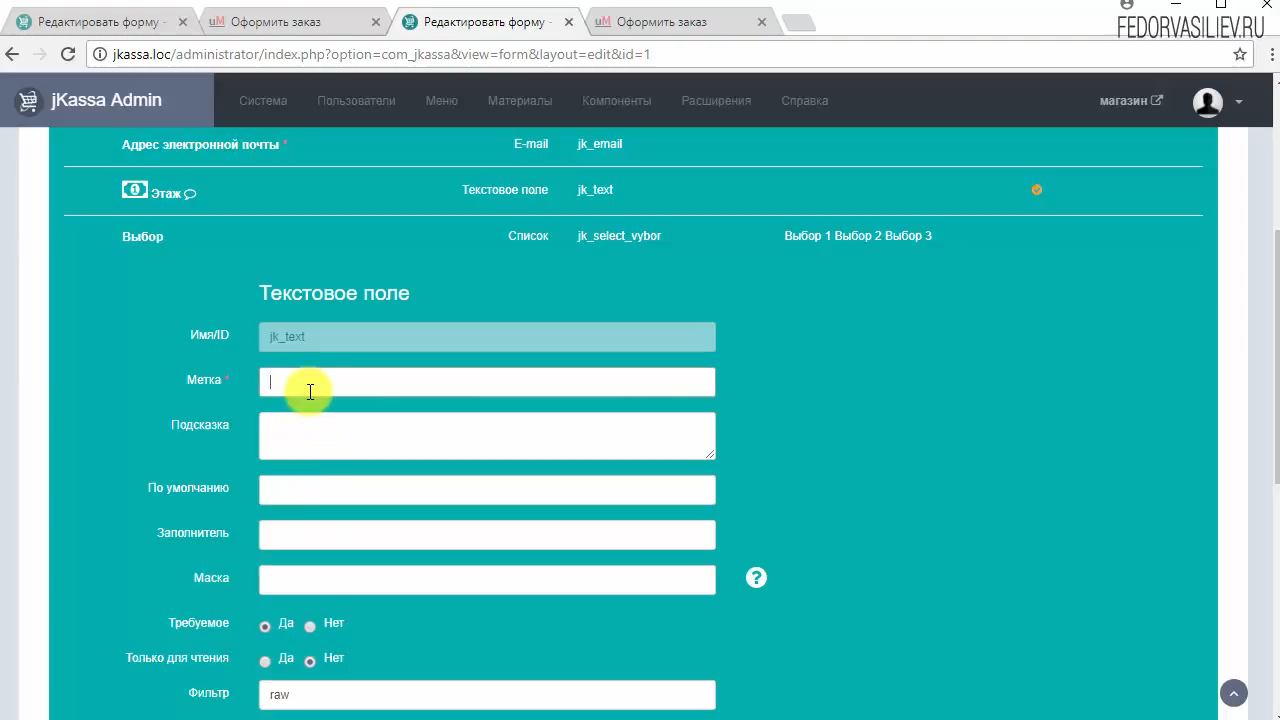 Редактировать форму -
uM Оформить заказ
Редактировать форму -
uM Оформить заказ
FEDORVASILIEV.RU
jkassa.loc/administrator/index.php?option=com_jkassa&view=form&layout=edit&id=1
jKassa Admin
Система
Пользователи
Меню
Материалы
Компоненты
Расширения
Справка
магазин
Адрес электронной почты * E-mail jk_email
1 Этаж Текстовое поле jk_text
Выбор Список jk_select_vybor Выбор 1 Выбор 2 Выбор 3
Текстовое поле
Имя/ID jk_text
Метка *
Подсказка
По умолчанию
Заполнитель
Маска ?
Требуемое Да Нет
Только для чтения Да Нет
Фильтр raw